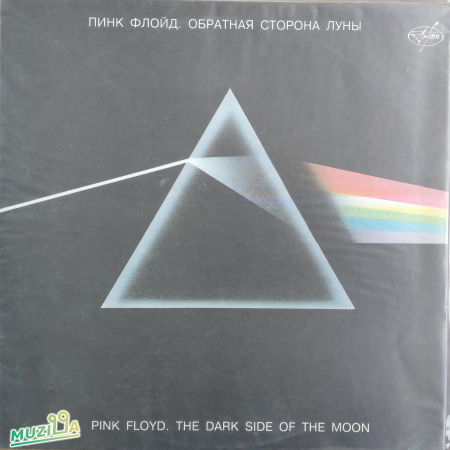 ПИНК ФЛОЙД. ОБРАТНАЯ СТОРОНА ЛУНЫ
PINK FLOYD. THE DARK SIDE OF THE MOON
MUZILLA